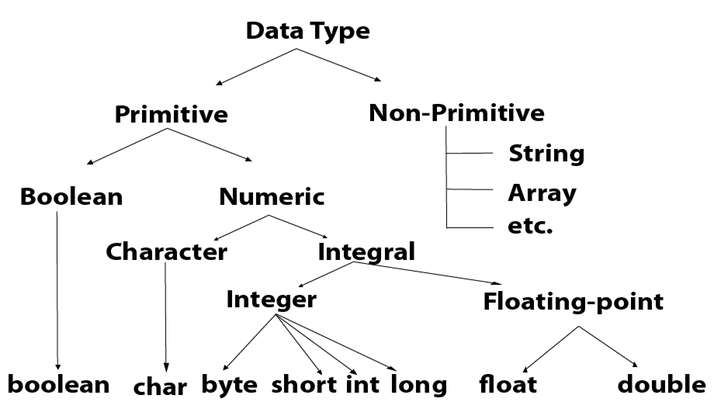 Data Type
Primitive
Non-Primitive
String
Array
etc.
Boolean
Numeric
Character
Integral
Integer
Floating-point
boolean
char
byte
short
int
long
float
double